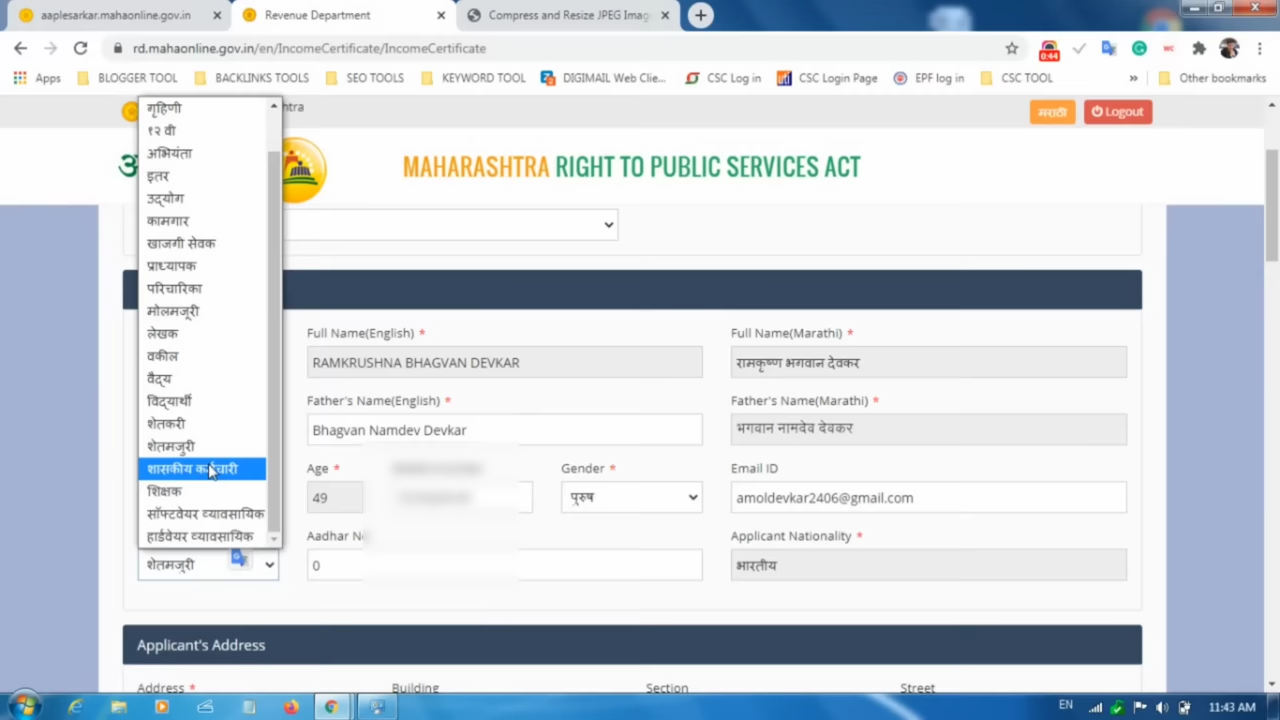 aaplesarkar.mahaonline.gov.in
Revenue Department
Compress and Resize JPEG Imag
rd.mahaonline.gov.in/en/IncomeCertificate/IncomeCertificate
0:44
Apps
BLOGGER TOOL
BACKLINKS TOOLS
SEO TOOLS
KEYWORD TOOL
DIGIMAIL Web Clie...
CSC Log in
CSC Login Page
EPF log in
CSC TOOL
Other bookmarks
htra
मराठी
Logout
MAHARASHTRA RIGHT TO PUBLIC SERVICES ACT
गृहिणी
१२ वी
अभियंता
इतर
उद्योग
कामगार
खाजगी सेवक
प्राध्यापक
परिचारिका
मोलमजूरी
लेखक
वकील
वैद्य
विद्यार्थी
शेतकरी
शेतमजुरी
शासकीय कर्मचारी
शिक्षक
सॉफ्टवेअर व्यावसायिक
हार्डवेअर व्यावसायिक
शेतमजुरी
Full Name(English) *
Full Name(Marathi) *
RAMKRUSHNA BHAGVAN DEVKAR
रामकृष्ण भगवान देवकर
Father's Name(English) *
Father's Name(Marathi) *
Bhagvan Namdev Devkar
भगवान नामदेव देवकर
Age *
Gender *
Email ID
49
पुरुष
amoldevkar2406@gmail.com
Aadhar N
Applicant Nationality *
0
भारतीय
Applicant's Address
Address *
Building
Section
Street
EN
11:43 AM